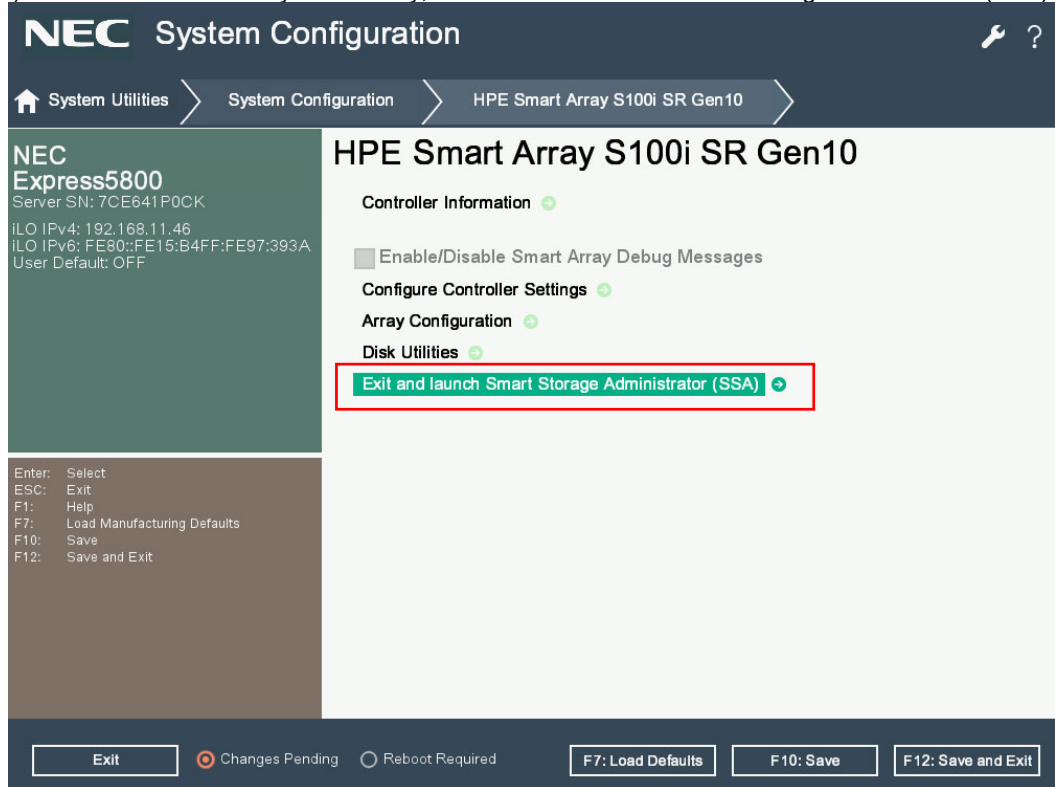 NEC System Configuration ?
System Utilities System Configuration HPE Smart Array S100i SR Gen10
NEC
Express5800
Server SN: 7CE641P0CK
iLO IPv4: 192.168.11.46
iLO IPv6: FE80::FE15:B4FF:FE97:393A
User Default: OFF
HPE Smart Array S100i SR Gen10
Controller Information
Enable/Disable Smart Array Debug Messages
Configure Controller Settings
Array Configuration
Disk Utilities
Exit and launch Smart Storage Administrator (SSA)
Enter: Select
ESC: Exit
F1: Help
F7: Load Manufacturing Defaults
F10: Save
F12: Save and Exit
Exit Changes Pending Reboot Required F7: Load Defaults F10: Save F12: Save and Exit